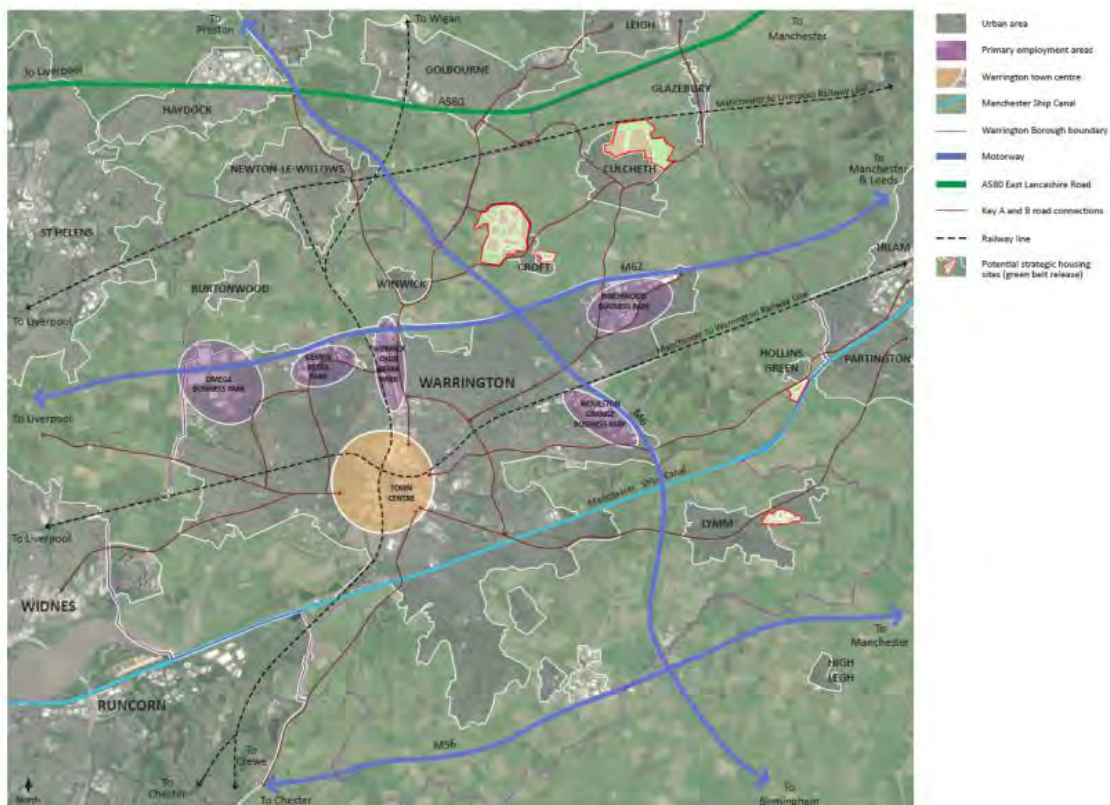 To
Preston
To Wigan
LEIGH
To
Manchester
To Liverpool
GOLBOURNE
A580
HAYDOCK
GLAZEBURY
Manchester to Liverpool Railway Line
NEWTON-LE-WILLOWS
CULCHETH
To
Manchester
& Leeds
ST HELENS
CROFT
M62
IRLAM
WINWICK
BURTONWOOD
BIRCHWOOD
BUSINESS PARK
To Liverpool
Manchester to Warrington Railway Line
GEMINI
RETAIL
PARK
WINWICK
QUAY
OMEGA
BUSINESS PARK
WARRINGTON
HOLLINS
GREEN
PARTINGTON
WOOLSTON
GRANGE
BUSINESS PARK
M6
To Liverpool
TOWN
CENTRE
Manchester Ship Canal
LYMM
To Liverpool
WIDNES
To
Manchester
HIGH
LEGH
RUNCORN
M56
To
Crewe
To
Chester
To Chester
To
Birmingham
North
Urban area
Primary employment areas
Warrington town centre
Manchester Ship Canal
Warrington Borough boundary
Motorway
A580 East Lancashire Road
Key A and B road connections
Railway line
Potential strategic housing
sites (green belt release)